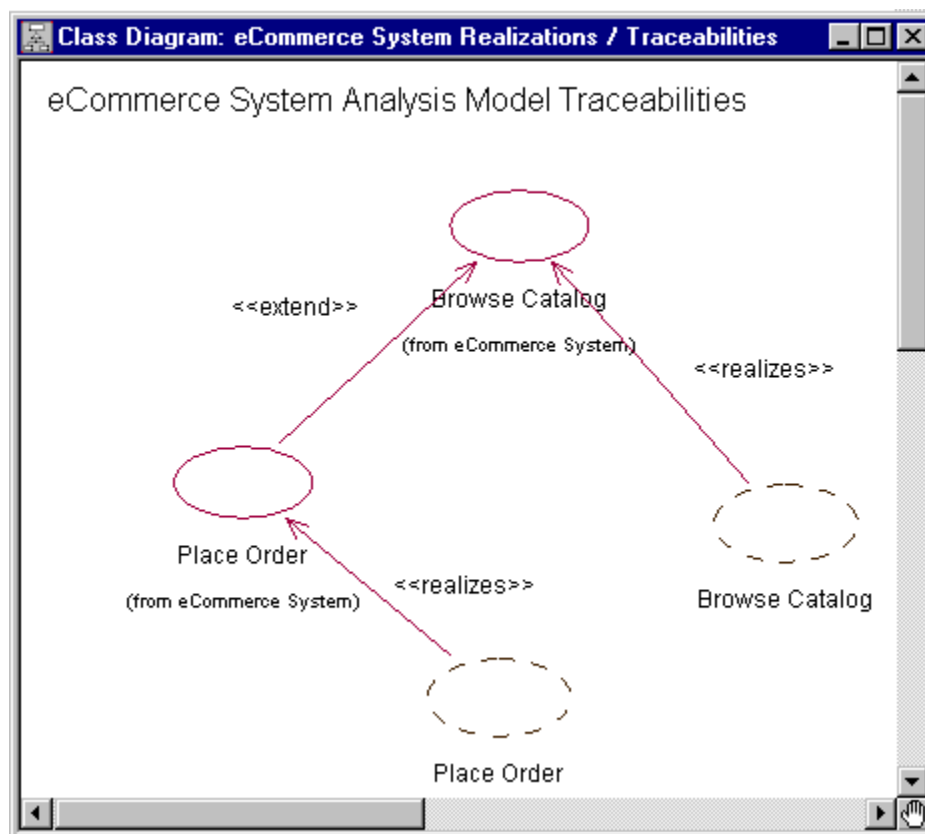 Class Diagram: eCommerce System Realizations / Traceabilities
eCommerce System Analysis Model Traceabilities
<<extend>>
Browse Catalog
(from eCommerce System)
<<realizes>>
Place Order
(from eCommerce System)
<<realizes>>
Browse Catalog
Place Order